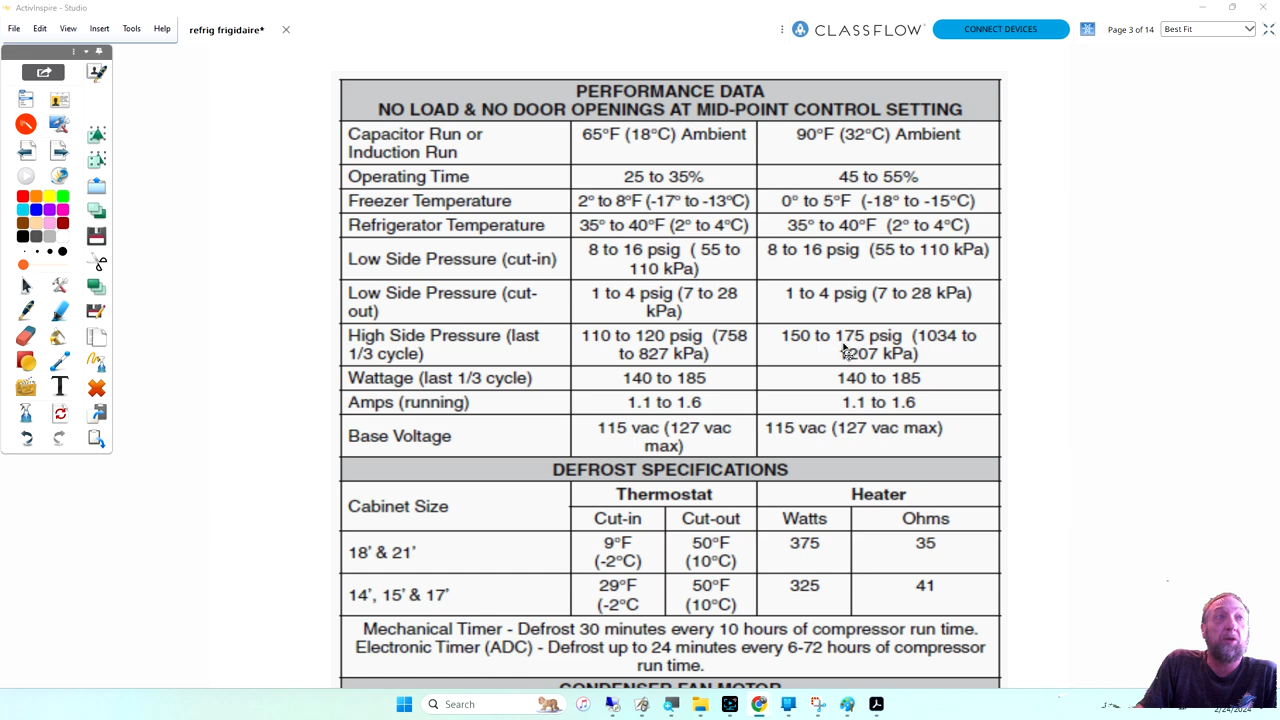 ActivInspire - Studio
File Edit View Insert Tools Help
refrig frigidaire*
CLASSFLOW
CONNECT DEVICES
Page 3 of 14
Best Fit
PERFORMANCE DATA
NO LOAD & NO DOOR OPENINGS AT MID-POINT CONTROL SETTING
Capacitor Run or
Induction Run
65°F (18°C) Ambient
90°F (32°C) Ambient
Operating Time
25 to 35%
45 to 55%
Freezer Temperature
2° to 8°F (-17° to -13°C)
0° to 5°F (-18° to -15°C)
Refrigerator Temperature
35° to 40°F (2° to 4°C)
35° to 40°F (2° to 4°C)
Low Side Pressure (cut-in)
8 to 16 psig ( 55 to
110 kPa)
8 to 16 psig (55 to 110 kPa)
Low Side Pressure (cut-
out)
1 to 4 psig (7 to 28
kPa)
1 to 4 psig (7 to 28 kPa)
High Side Pressure (last
1/3 cycle)
110 to 120 psig (758
to 827 kPa)
150 to 175 psig (1034 to
kPa)
Wattage (last 1/3 cycle)
140 to 185
140 to 185
Amps (running)
1.1 to 1.6
1.1 to 1.6
Base Voltage
115 vac (127 vac
max)
115 vac (127 vac max)
DEFROST SPECIFICATIONS
Cabinet Size
Thermostat
Heater
Cut-in
Cut-out
Watts
Ohms
18' & 21'
9°F
(-2°C)
50°F
(10°C)
375
35
14', 15' & 17'
29°F
(-2°C
50°F
(10°C)
325
41
Mechanical Timer - Defrost 30 minutes every 10 hours of compressor run time.
Electronic Timer (ADC) - Defrost up to 24 minutes every 6-72 hours of compressor
run time.
CONDENSER FAN MOTOR
Search
2/24/2024